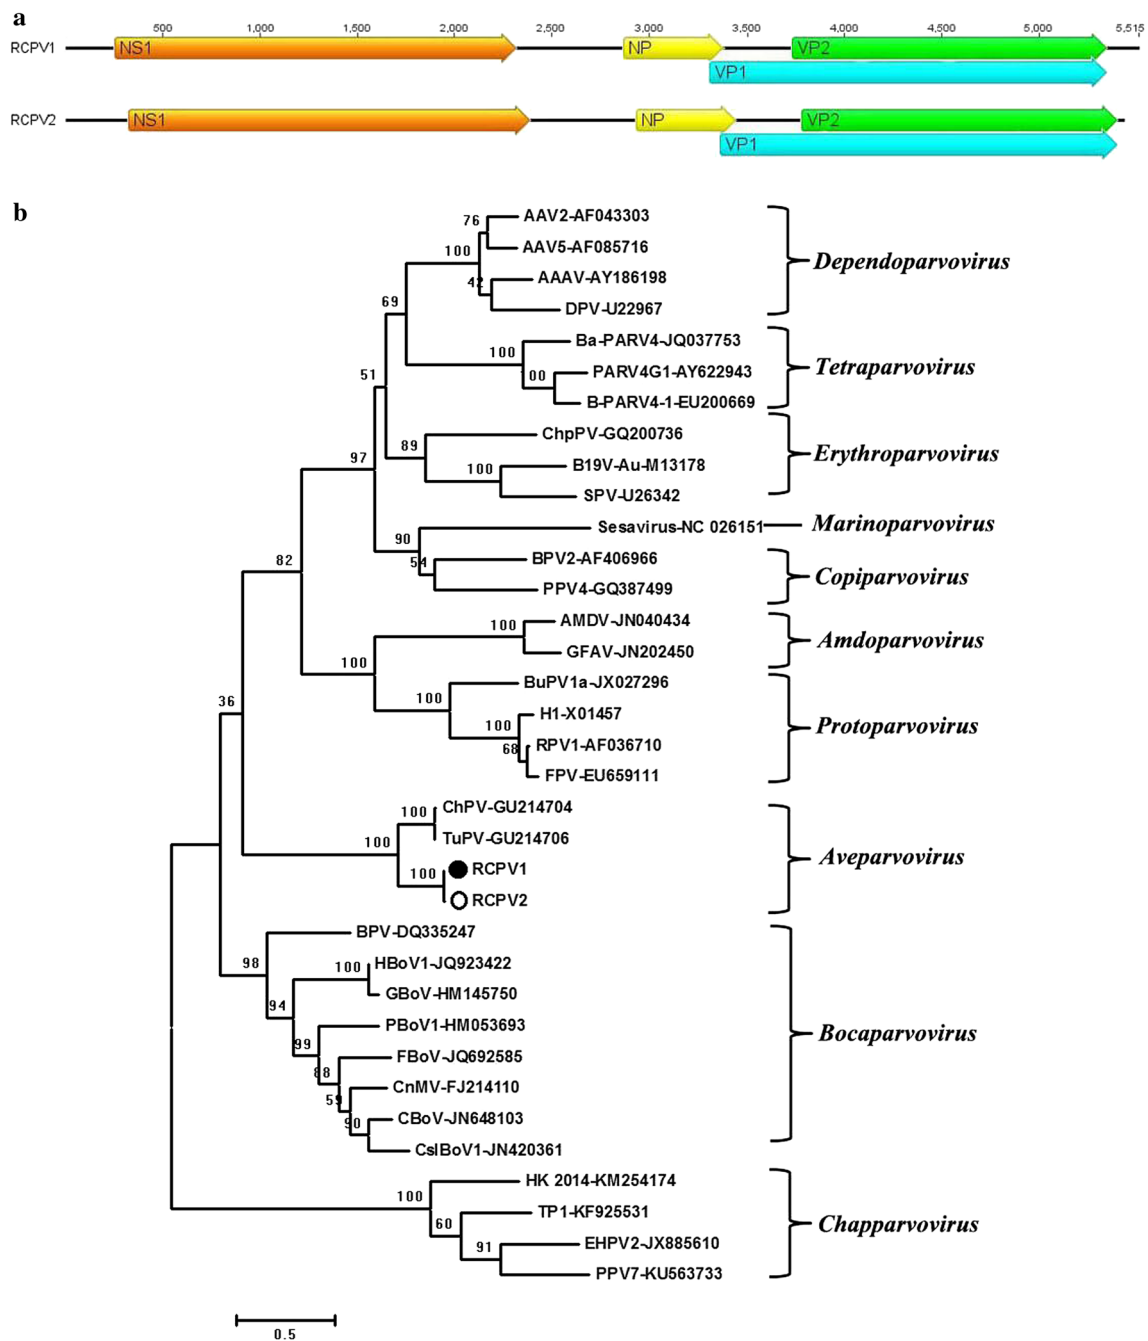 a
500 1,000 1,500 2,000 2,500 3,000 3,500 4,000 4,500 5,000 5,515
RCPV1 NS1 NP VP2
VP1
RCPV2 NS1 NP VP2
VP1
b
76 AAV2-AF043303
100 AAV5-AF085716
Dependoparvovirus
42 AAAV-AY186198
DPV-U22967
69
100 Ba-PARV4-JQ037753
00 PARV4G1-AY622943
Tetraparvovirus
B-PARV4-1-EU200669
51
89 ChpPV-GQ200736
100 B19V-Au-M13178
Erythroparvovirus
SPV-U26342
97
Sesavirus-NC 026151
Marinoparvovirus
90
54 BPV2-AF406966
Copiparvovirus
PPV4-GQ387499
82
100 AMDV-JN040434
Amdoparvovirus
GFAV-JN202450
100
100 BuPV1a-JX027296
100 H1-X01457
Protoparvovirus
68 RPV1-AF036710
FPV-EU659111
36
100 ChPV-GU214704
TuPV-GU214706
100
Aveparvovirus
100 RCPV1
RCPV2
BPV-DQ335247
98
100 HBoV1-JQ923422
GBoV-HM145750
94
PBoV1-HM053693
Bocaparvovirus
99
FBoV-JQ692585
88
CnMV-FJ214110
59
CBoV-JN648103
90
CslBoV1-JN420361
HK 2014-KM254174
100
TP1-KF925531
Chapparvovirus
60
91 EHPV2-JX885610
PPV7-KU563733
0.5